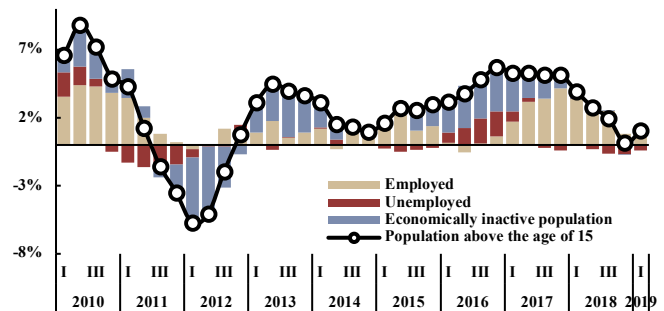 7%
2%
-3%
-8%
Employed
Unemployed
Economically inactive population
Population above the age of 15
I III I III I III I III I III I III I III I III I III I
2010 2011 2012 2013 2014 2015 2016 2017 2018 2019